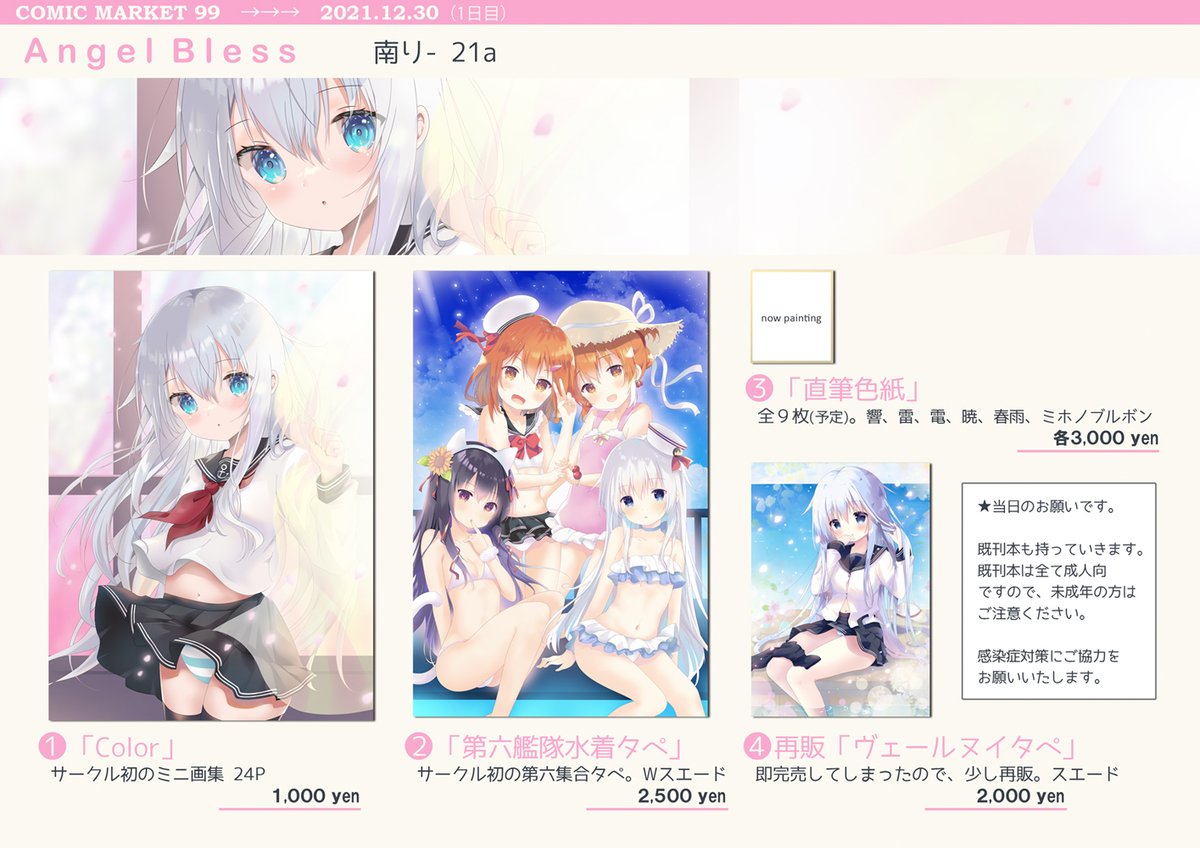 COMIC MARKET 99 →→→ 2021.12.30 (1日目)
Angel Bless 南り- 21a
now painting
③「直筆色紙」
全９枚(予定)。響、雷、電、暁、春雨、ミホノブルボン
各3,000 yen
★当日のお願いです。
既刊本も持っていきます。
既刊本は全て成人向
ですので、未成年の方は
ご注意ください。
感染症対策にご協力を
お願いいたします。
①「Color」
サークル初のミニ画集 24P
1,000 yen
②「第六艦隊水着タペ」
サークル初の第六集合タペ。Wスエード
2,500 yen
④再販「ヴェールヌイタペ」
即完売してしまったので、少し再販。スエード
2,000 yen